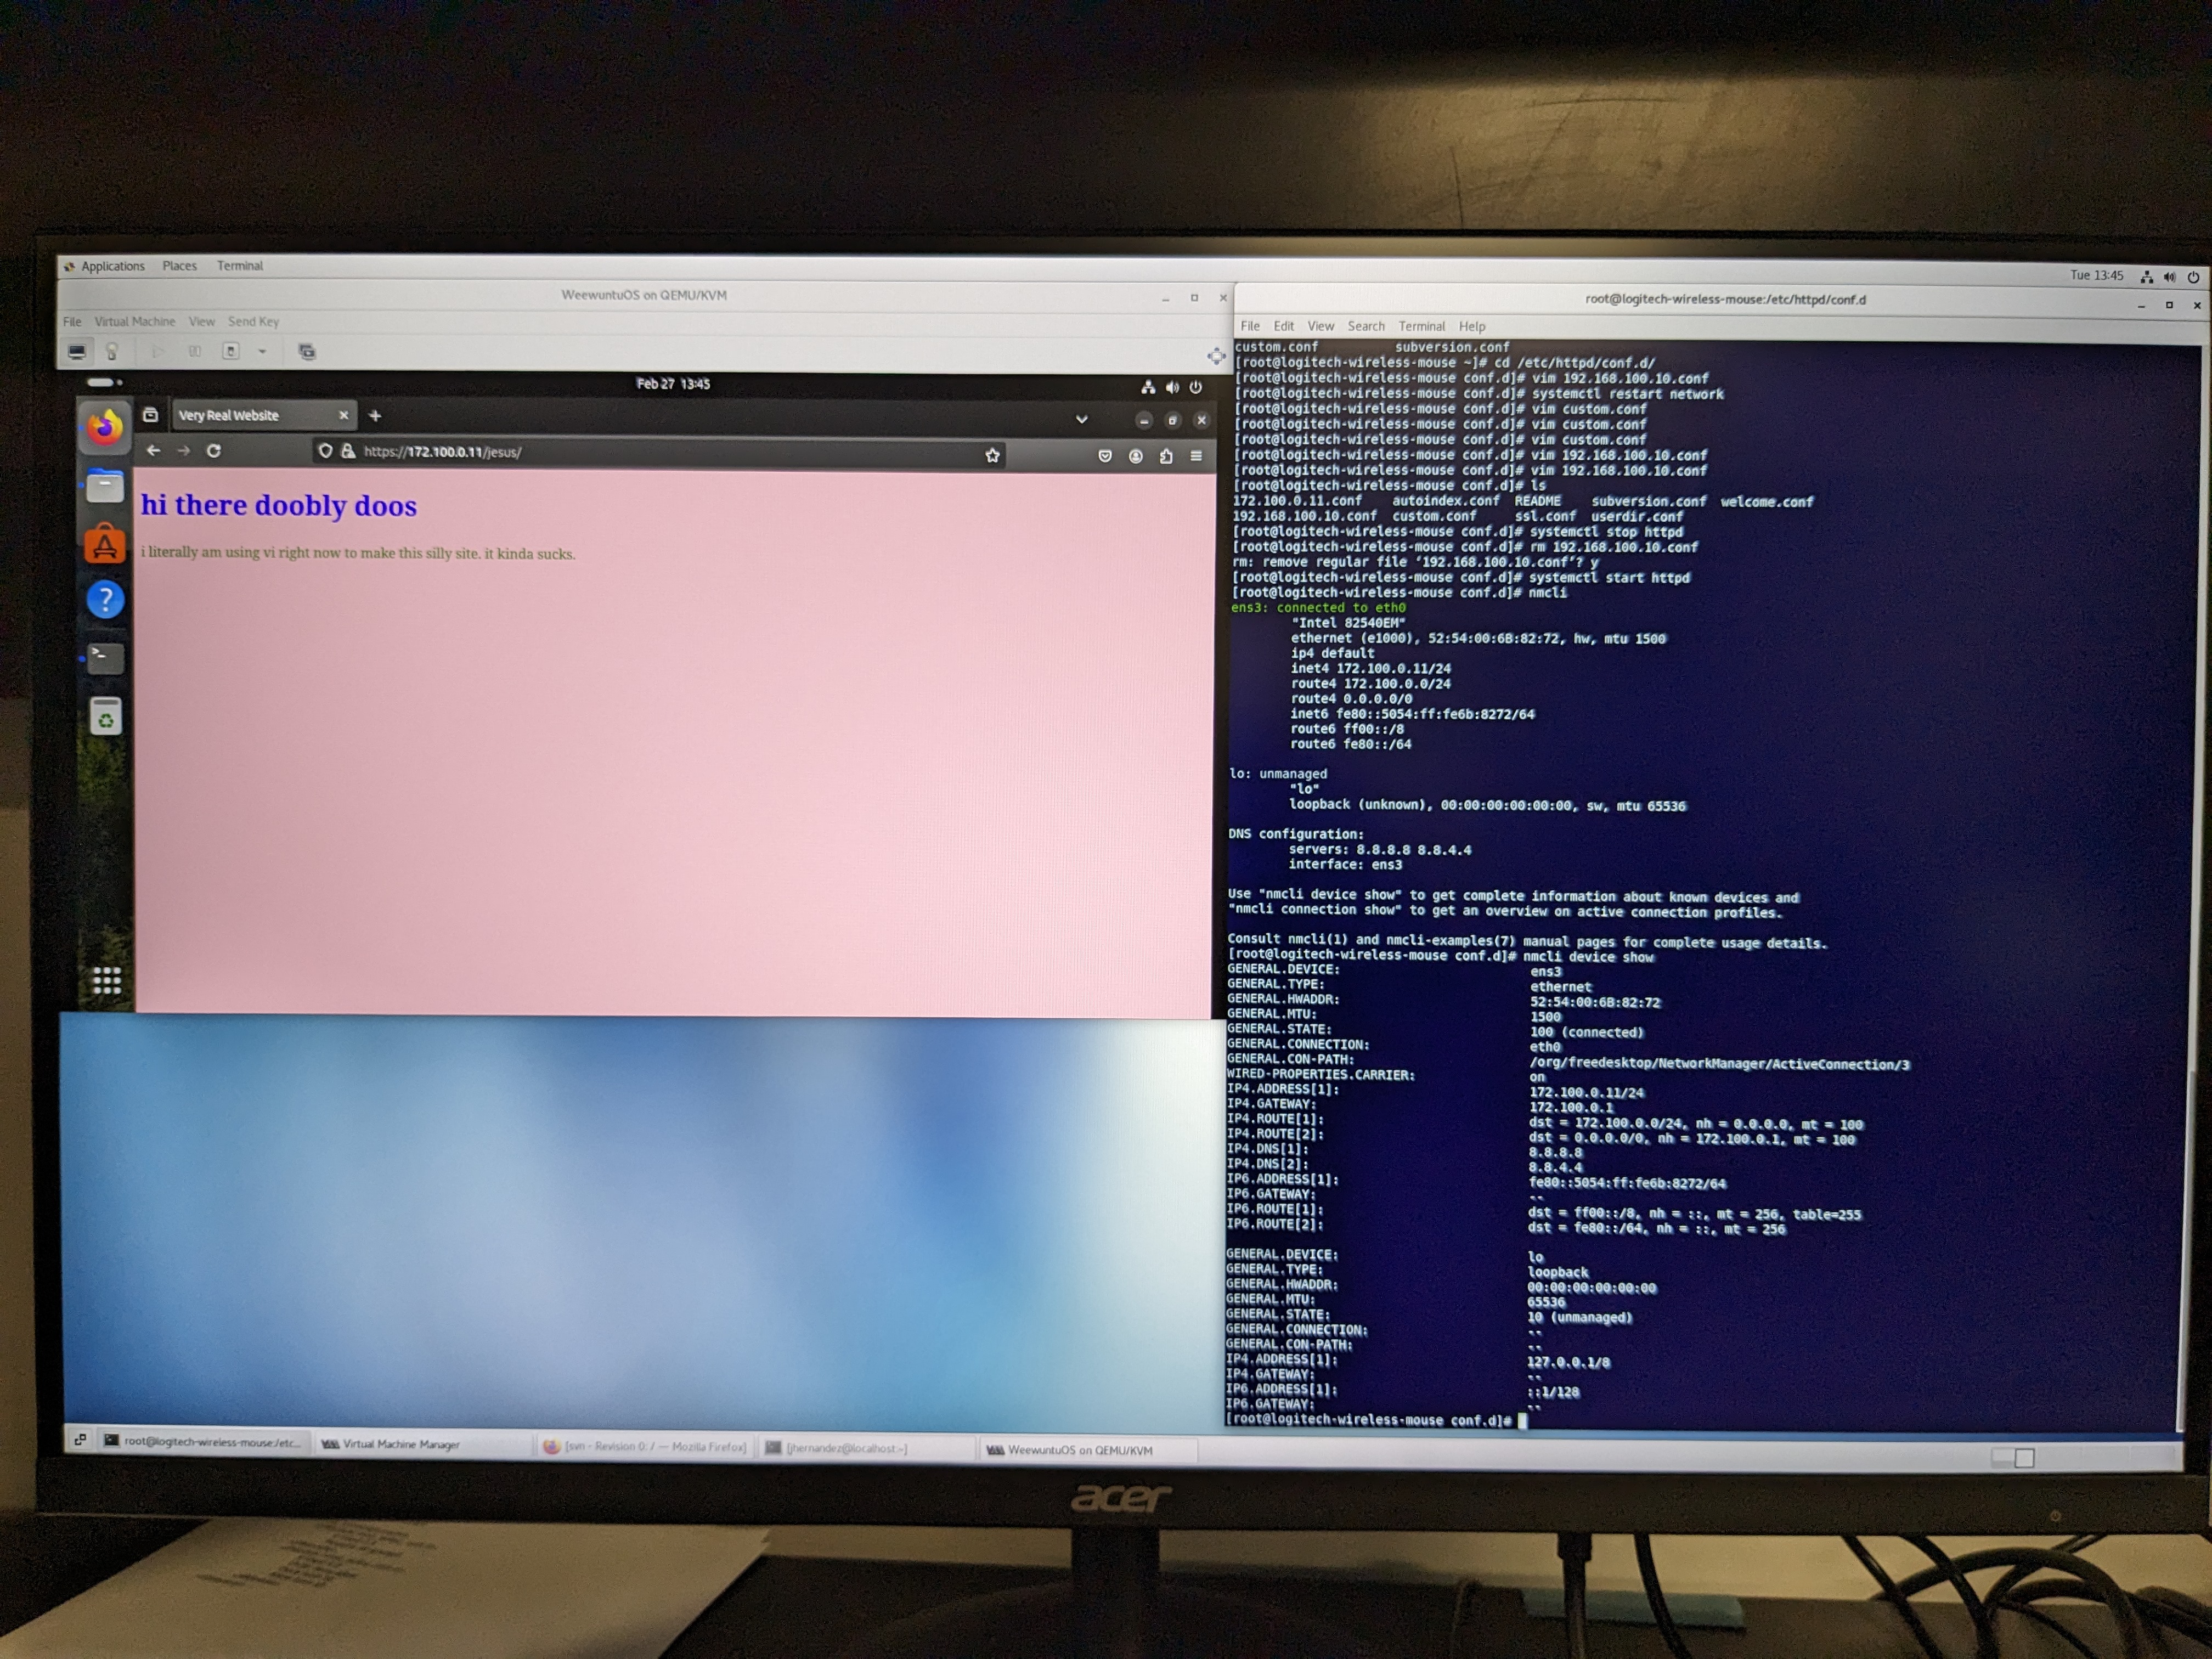 Applications Places Terminal
Tue 13:45
WeewuntuOS on QEMU/KVM
File Virtual Machine View Send Key
Feb 27 13:45
Very Real Website
https://172.100.0.11/jesus/
hi there doobly doos
i literally am using vi right now to make this silly site. it kinda sucks.
root@logitech-wireless-mouse:/etc/httpd/conf.d
File Edit View Search Terminal Help
custom.conf subversion.conf
[root@logitech-wireless-mouse ~]# cd /etc/httpd/conf.d/
[root@logitech-wireless-mouse conf.d]# vim 192.168.100.10.conf
[root@logitech-wireless-mouse conf.d]# systemctl restart network
[root@logitech-wireless-mouse conf.d]# vim custom.conf
[root@logitech-wireless-mouse conf.d]# vim custom.conf
[root@logitech-wireless-mouse conf.d]# vim custom.conf
[root@logitech-wireless-mouse conf.d]# vim 192.168.100.10.conf
[root@logitech-wireless-mouse conf.d]# vim 192.168.100.10.conf
[root@logitech-wireless-mouse conf.d]# ls
172.100.0.11.conf autoindex.conf README subversion.conf welcome.conf
192.168.100.10.conf custom.conf ssl.conf userdir.conf
[root@logitech-wireless-mouse conf.d]# systemctl stop httpd
[root@logitech-wireless-mouse conf.d]# rm 192.168.100.10.conf
rm: remove regular file ‘192.168.100.10.conf’? y
[root@logitech-wireless-mouse conf.d]# systemctl start httpd
[root@logitech-wireless-mouse conf.d]# nmcli
ens3: connected to eth0
"Intel 82540EM"
ethernet (e1000), 52:54:00:6B:82:72, hw, mtu 1500
ip4 default
inet4 172.100.0.11/24
route4 172.100.0.0/24
route4 0.0.0.0/0
inet6 fe80::5054:ff:fe6b:8272/64
route6 ff00::/8
route6 fe80::/64
lo: unmanaged
"lo"
loopback (unknown), 00:00:00:00:00:00, sw, mtu 65536
DNS configuration:
servers: 8.8.8.8 8.8.4.4
interface: ens3
Use "nmcli device show" to get complete information about known devices and
"nmcli connection show" to get an overview on active connection profiles.
Consult nmcli(1) and nmcli-examples(7) manual pages for complete usage details.
[root@logitech-wireless-mouse conf.d]# nmcli device show
GENERAL.DEVICE: ens3
GENERAL.TYPE: ethernet
GENERAL.HWADDR: 52:54:00:6B:82:72
GENERAL.MTU: 1500
GENERAL.STATE: 100 (connected)
GENERAL.CONNECTION: eth0
GENERAL.CON-PATH: /org/freedesktop/NetworkManager/ActiveConnection/3
WIRED-PROPERTIES.CARRIER: on
IP4.ADDRESS[1]: 172.100.0.11/24
IP4.GATEWAY: 172.100.0.1
IP4.ROUTE[1]: dst = 172.100.0.0/24, nh = 0.0.0.0, mt = 100
IP4.ROUTE[2]: dst = 0.0.0.0/0, nh = 172.100.0.1, mt = 100
IP4.DNS[1]: 8.8.8.8
IP4.DNS[2]: 8.8.4.4
IP6.ADDRESS[1]: fe80::5054:ff:fe6b:8272/64
IP6.GATEWAY: --
IP6.ROUTE[1]: dst = ff00::/8, nh = ::, mt = 256, table=255
IP6.ROUTE[2]: dst = fe80::/64, nh = ::, mt = 256
GENERAL.DEVICE: lo
GENERAL.TYPE: loopback
GENERAL.HWADDR: 00:00:00:00:00:00
GENERAL.MTU: 65536
GENERAL.STATE: 10 (unmanaged)
GENERAL.CONNECTION: --
GENERAL.CON-PATH: --
IP4.ADDRESS[1]: 127.0.0.1/8
IP4.GATEWAY: --
IP6.ADDRESS[1]: ::1/128
IP6.GATEWAY: --
[root@logitech-wireless-mouse conf.d]#
root@logitech-wireless-mouse:/etc... Virtual Machine Manager [svn - Revision 0: / — Mozilla Firefox] [jhernandez@localhost:~] WeewuntuOS on QEMU/KVM
acer